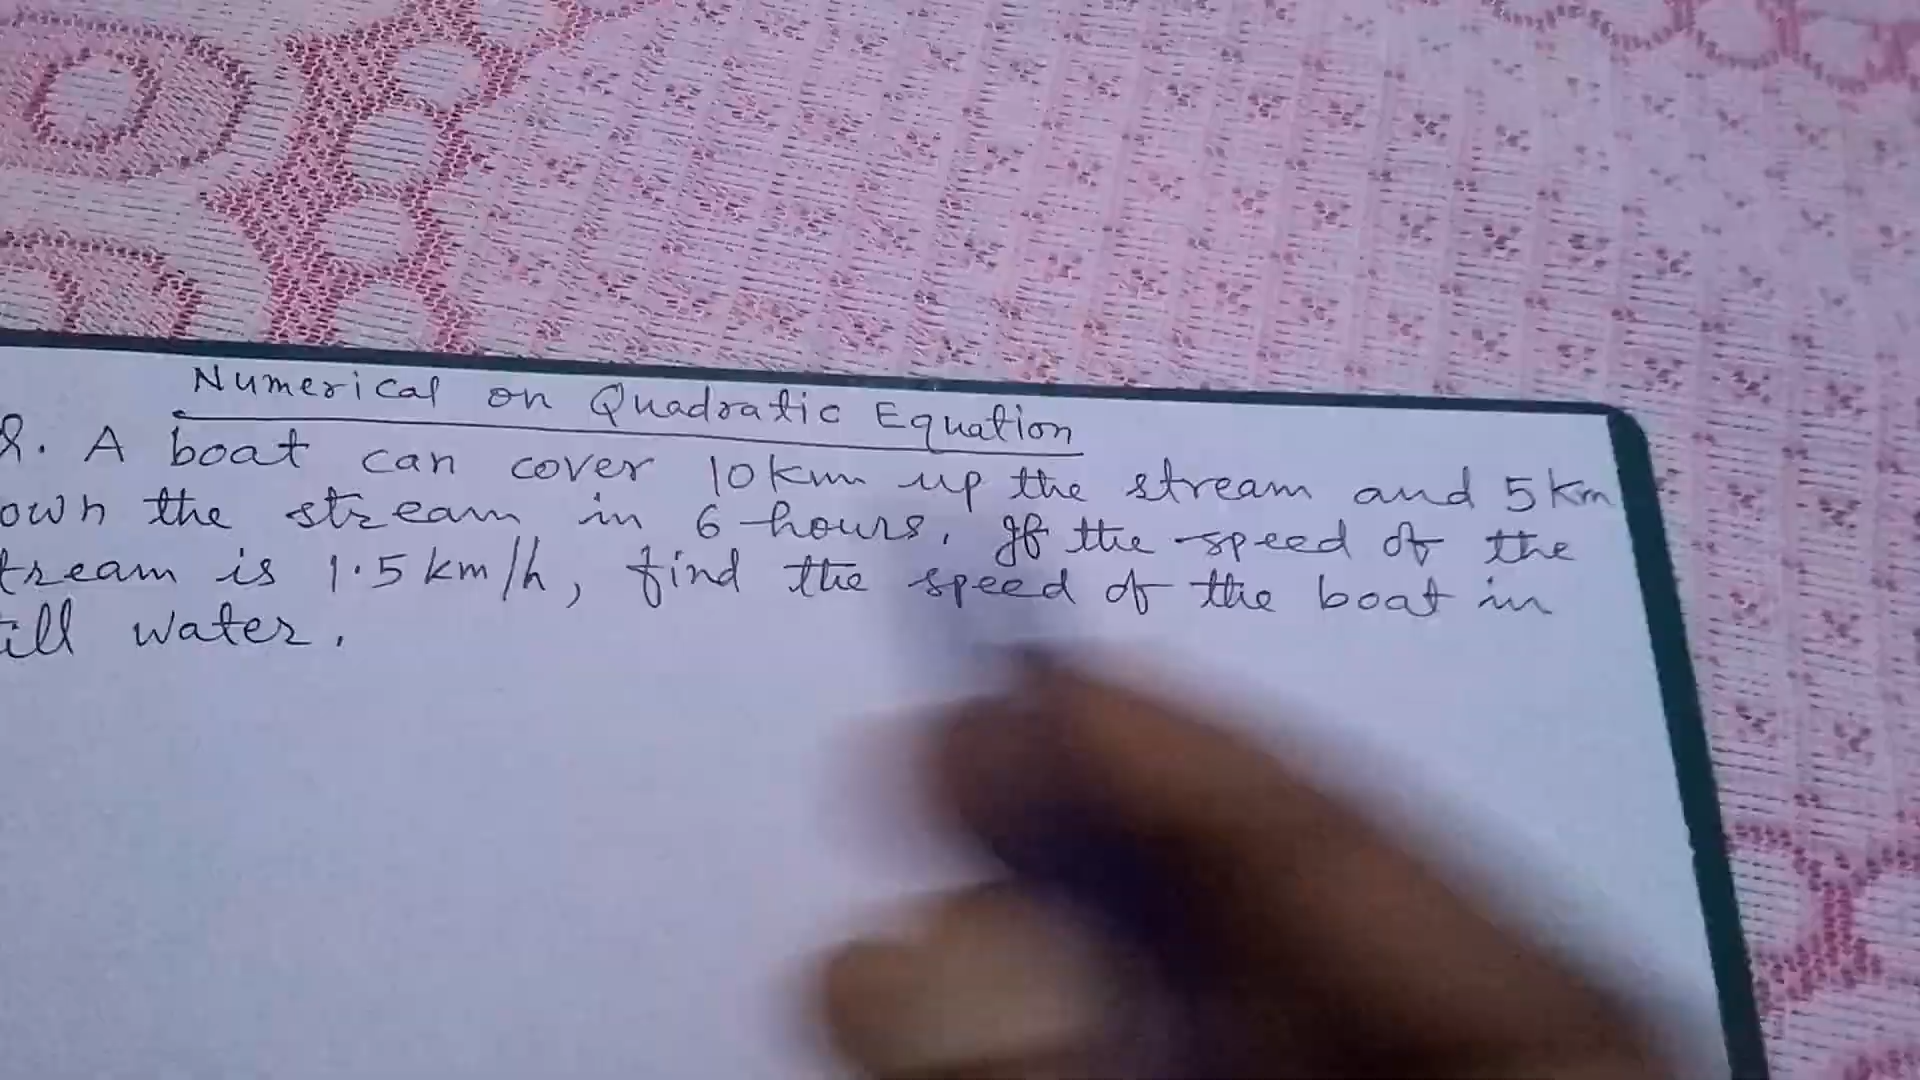 Numerical on Quadratic Equation
Q. A boat can cover 10 km up the stream and 5 km
own the stream in 6 hours. If the speed of the
tream is 1.5 km/h, find the speed of the boat in
till water.